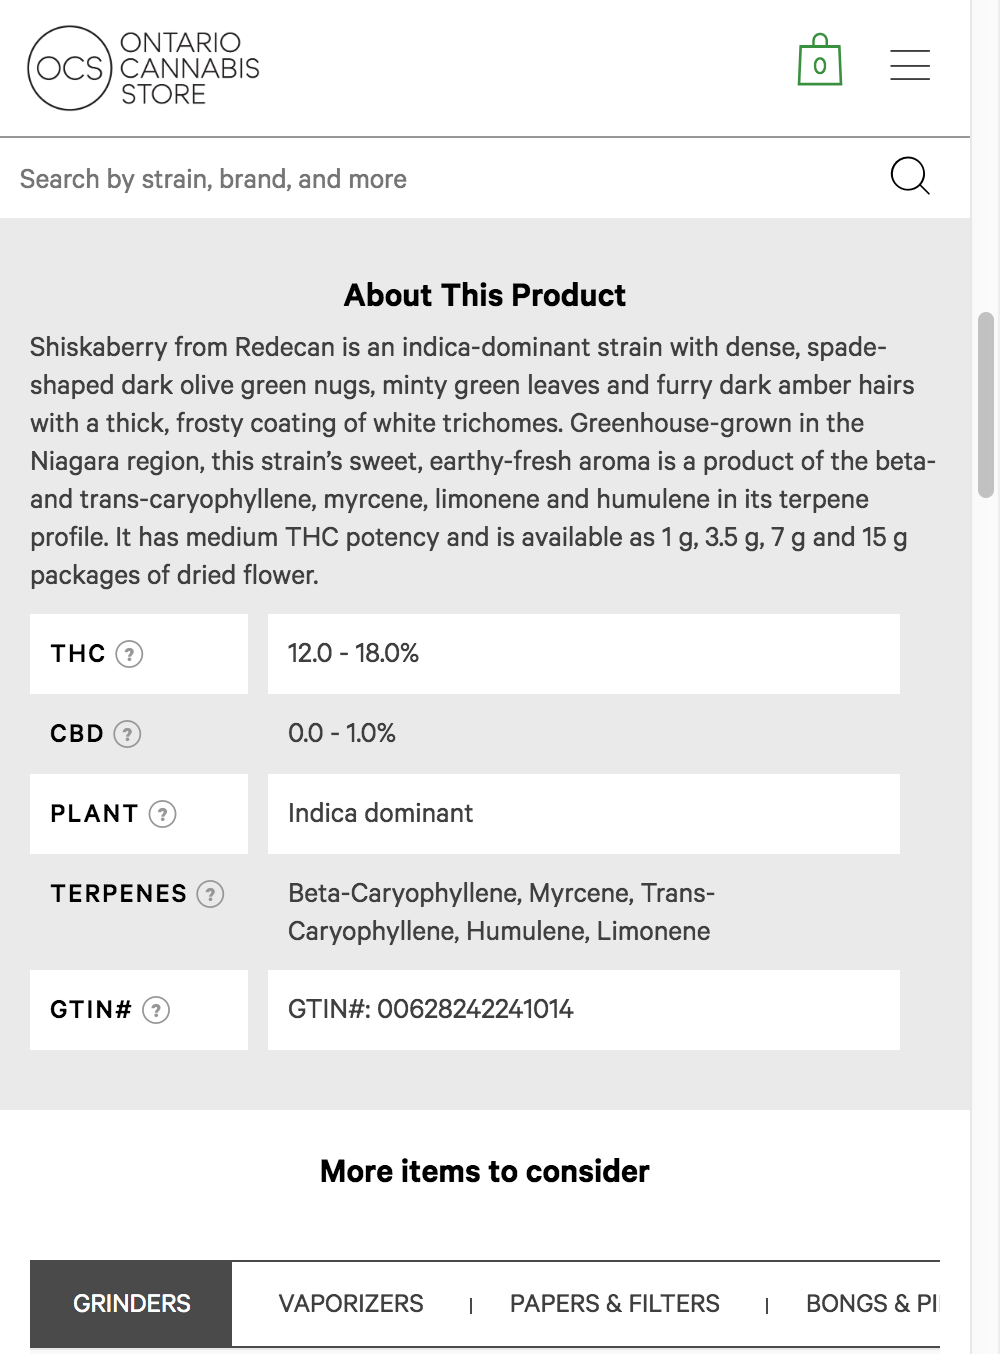 OCS
ONTARIO
CANNABIS
STORE
0
Search by strain, brand, and more
About This Product
Shiskaberry from Redecan is an indica-dominant strain with dense, spade-
shaped dark olive green nugs, minty green leaves and furry dark amber hairs
with a thick, frosty coating of white trichomes. Greenhouse-grown in the
Niagara region, this strain’s sweet, earthy-fresh aroma is a product of the beta-
and trans-caryophyllene, myrcene, limonene and humulene in its terpene
profile. It has medium THC potency and is available as 1 g, 3.5 g, 7 g and 15 g
packages of dried flower.
THC ? 12.0 - 18.0%
CBD ? 0.0 - 1.0%
PLANT ? Indica dominant
TERPENES ? Beta-Caryophyllene, Myrcene, Trans-
Caryophyllene, Humulene, Limonene
GTIN# ? GTIN#: 00628242241014
More items to consider
GRINDERS VAPORIZERS | PAPERS & FILTERS | BONGS & PI